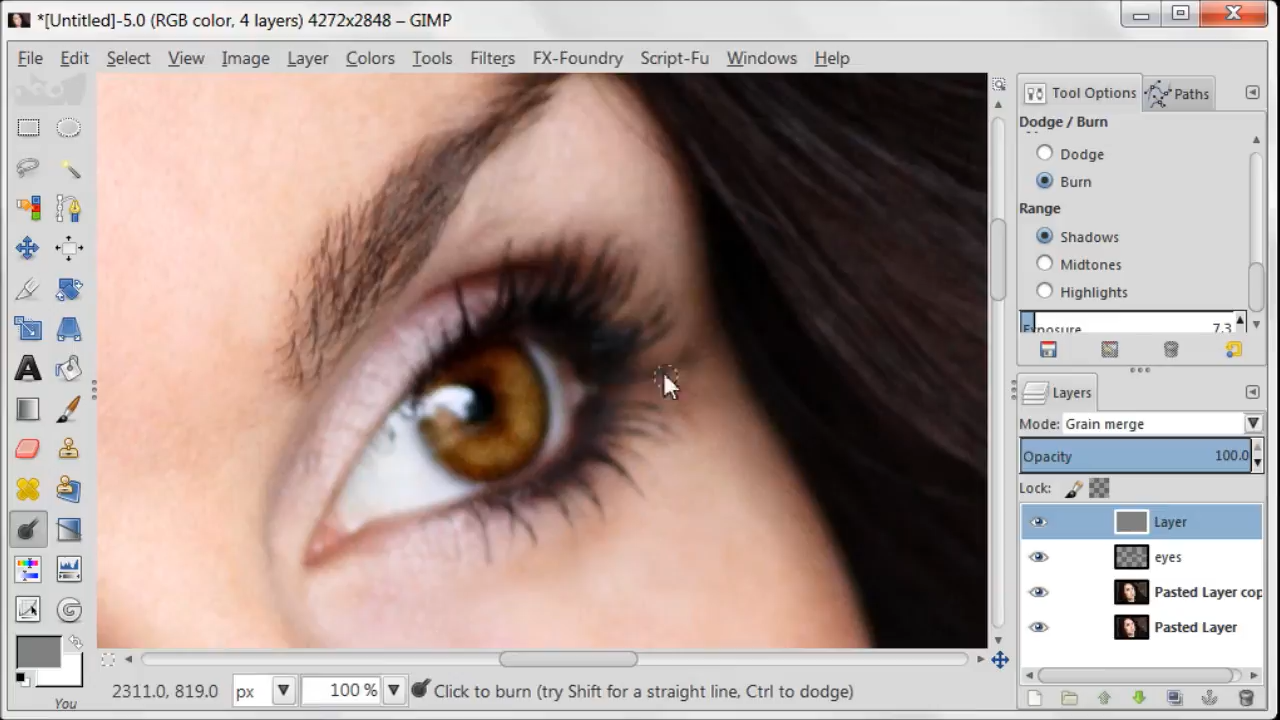 *[Untitled]-5.0 (RGB color, 4 layers) 4272x2848 – GIMP
File Edit Select View Image Layer Colors Tools Filters FX-Foundry Script-Fu Windows Help
Tool Options Paths
Dodge / Burn
Dodge
Burn
Range
Shadows
Midtones
Highlights
Exposure 7.3
Layers
Mode: Grain merge
Opacity 100.0
Lock:
Layer
eyes
Pasted Layer cop
Pasted Layer
2311.0, 819.0 px 100 % Click to burn (try Shift for a straight line, Ctrl to dodge)
You